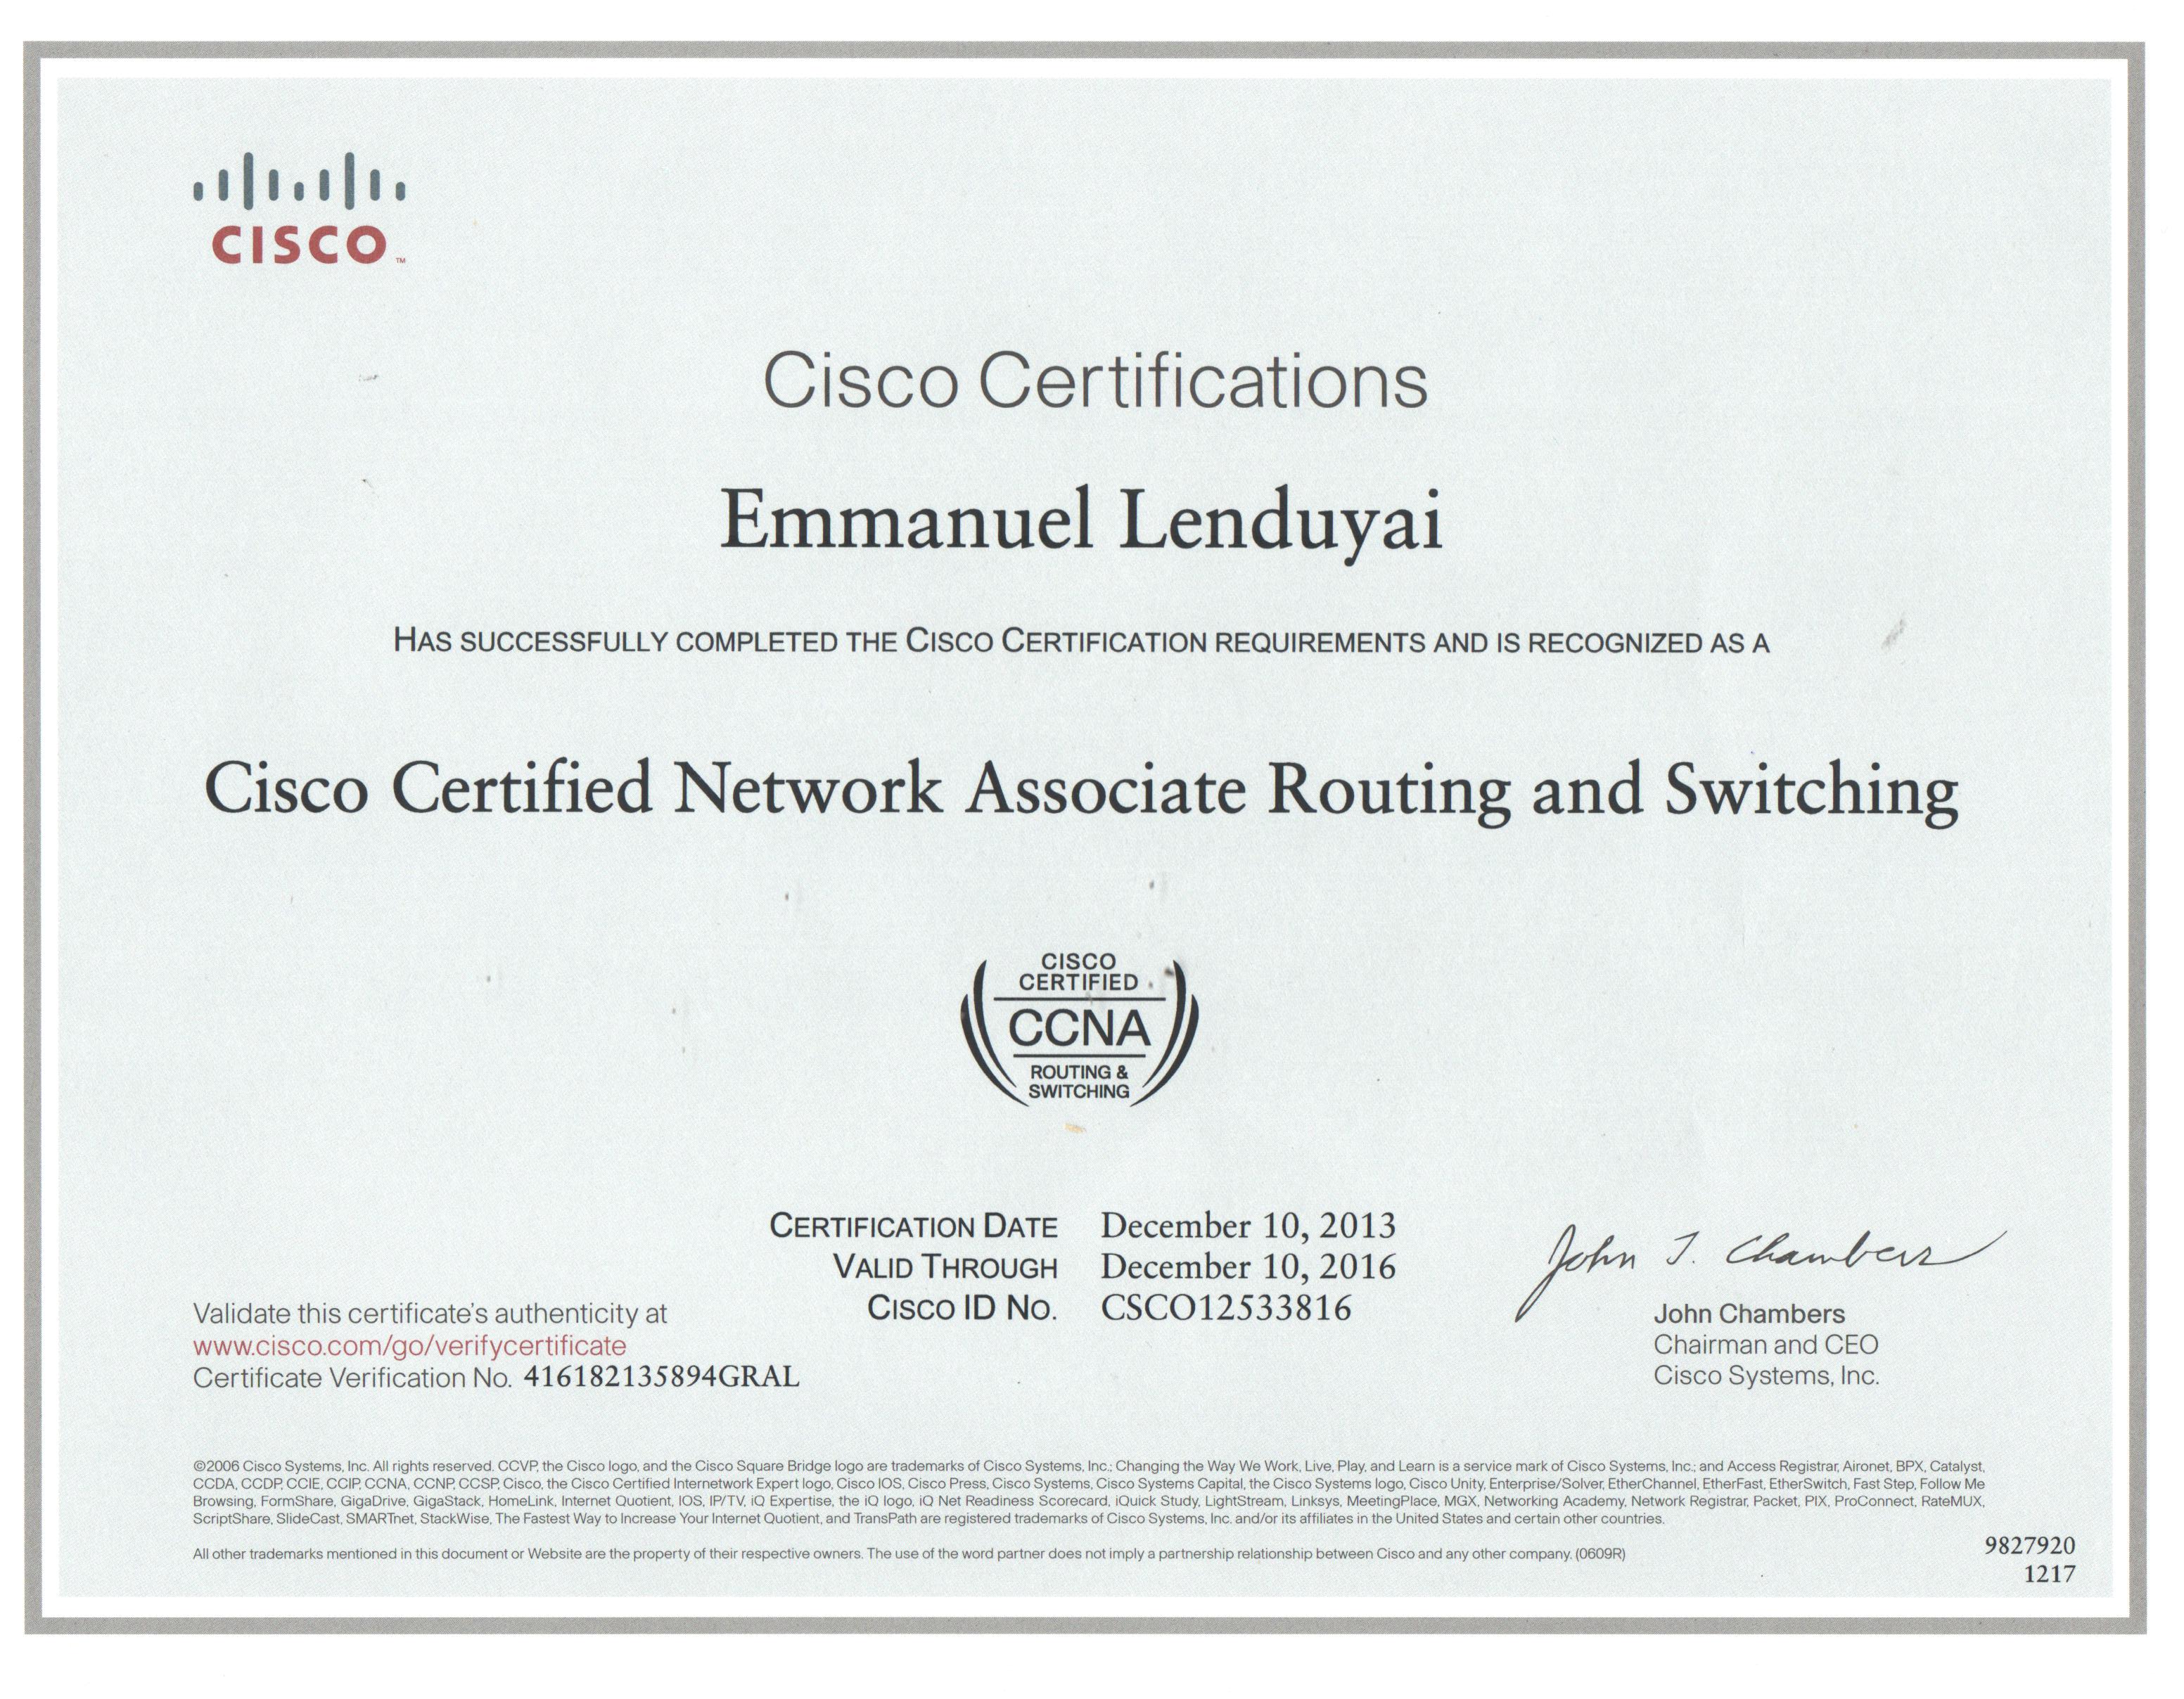 CISCO™
Cisco Certifications
Emmanuel Lenduyai
HAS SUCCESSFULLY COMPLETED THE CISCO CERTIFICATION REQUIREMENTS AND IS RECOGNIZED AS A
Cisco Certified Network Associate Routing and Switching
CISCO
CERTIFIED
CCNA
ROUTING &
SWITCHING
CERTIFICATION DATE December 10, 2013
VALID THROUGH December 10, 2016
CISCO ID NO. CSCO12533816
Validate this certificate's authenticity at
www.cisco.com/go/verifycertificate
Certificate Verification No. 416182135894GRAL
John T. Chambers
John Chambers
Chairman and CEO
Cisco Systems, Inc.
©2006 Cisco Systems, Inc. All rights reserved. CCVP, the Cisco logo, and the Cisco Square Bridge logo are trademarks of Cisco Systems, Inc.; Changing the Way We Work, Live, Play, and Learn is a service mark of Cisco Systems, Inc.; and Access Registrar, Aironet, BPX, Catalyst,
CCDA, CCDP, CCIE, CCIP, CCNA, CCNP, CCSP, Cisco, the Cisco Certified Internetwork Expert logo, Cisco IOS, Cisco Press, Cisco Systems, Cisco Systems Capital, the Cisco Systems logo, Cisco Unity, Enterprise/Solver, EtherChannel, EtherFast, EtherSwitch, Fast Step, Follow Me
Browsing, FormShare, GigaDrive, GigaStack, HomeLink, Internet Quotient, IOS, IP/TV, iQ Expertise, the iQ logo, iQ Net Readiness Scorecard, iQuick Study, LightStream, Linksys, MeetingPlace, MGX, Networking Academy, Network Registrar, Packet, PIX, ProConnect, RateMUX,
ScriptShare, SlideCast, SMARTnet, StackWise, The Fastest Way to Increase Your Internet Quotient, and TransPath are registered trademarks of Cisco Systems, Inc. and/or its affiliates in the United States and certain other countries.
All other trademarks mentioned in this document or Website are the property of their respective owners. The use of the word partner does not imply a partnership relationship between Cisco and any other company. (0609R)
9827920
1217